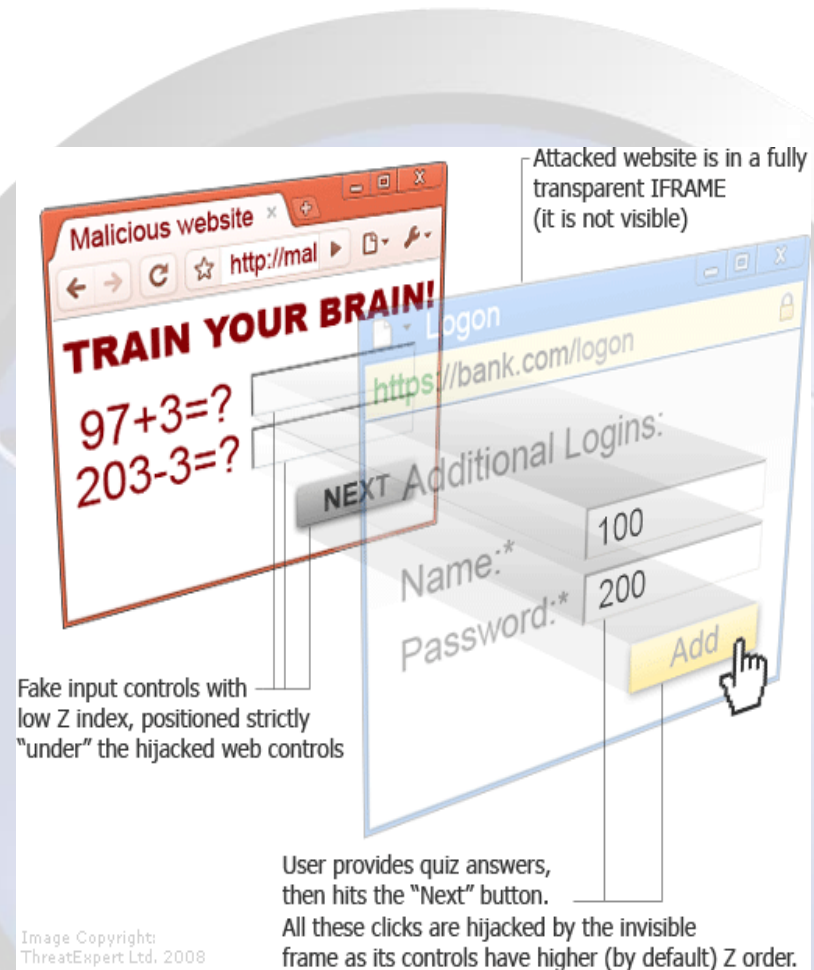 Attacked website is in a fully
transparent IFRAME
(it is not visible)
Malicious website
http://mal
TRAIN YOUR BRAIN!
97+3=?
203-3=?
NEXT
Logon
https://bank.com/logon
Additional Logins:
Name:*
100
Password:*
200
Add
Fake input controls with
low Z index, positioned strictly
“under” the hijacked web controls
User provides quiz answers,
then hits the “Next” button.
All these clicks are hijacked by the invisible
frame as its controls have higher (by default) Z order.
Image Copyright:
ThreatExpert Ltd. 2008